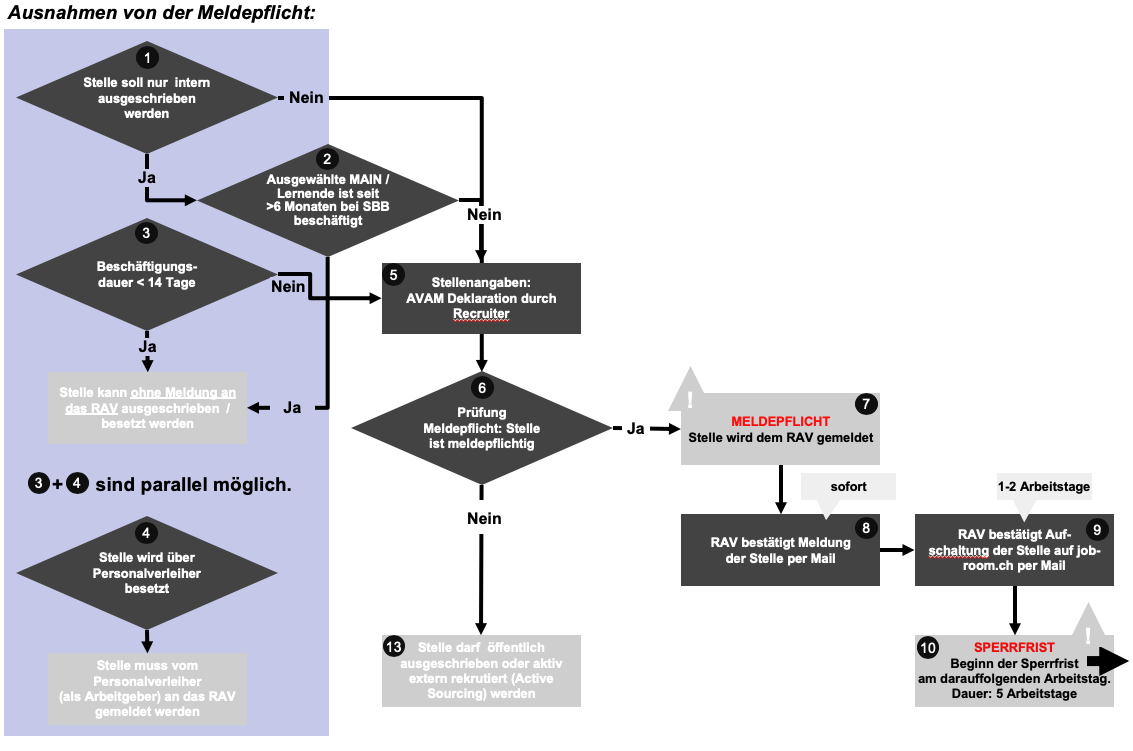 Ausnahmen von der Meldepflicht:
1
Stelle soll nur intern
ausgeschrieben
werden
Nein
Ja
2
Ausgewählte MAIN /
Lernende ist seit
>6 Monaten bei SBB
beschäftigt
Nein
3
Beschäftigungs-
dauer < 14 Tage
Nein
Ja
5
Stellenangaben:
AVAM Deklaration durch
Recruiter
Stelle kann ohne Meldung an
das RAV ausgeschrieben /
besetzt werden
Ja
6
Prüfung
Meldepflicht: Stelle
ist meldepflichtig
Ja
!
7
MELDEPFLICHT
Stelle wird dem RAV gemeldet
3 + 4 sind parallel möglich.
Nein
sofort
1-2 Arbeitstage
4
Stelle wird über
Personalverleiher
besetzt
8
RAV bestätigt Meldung
der Stelle per Mail
9
RAV bestätigt Auf-
schaltung der Stelle auf job-
room.ch per Mail
Stelle muss vom
Personalverleiher
(als Arbeitgeber) an das RAV
gemeldet werden
13
Stelle darf öffentlich
ausgeschrieben oder aktiv
extern rekrutiert (Active
Sourcing) werden
!
10
SPERRFRIST
Beginn der Sperrfrist
am darauffolgenden Arbeitstag.
Dauer: 5 Arbeitstage